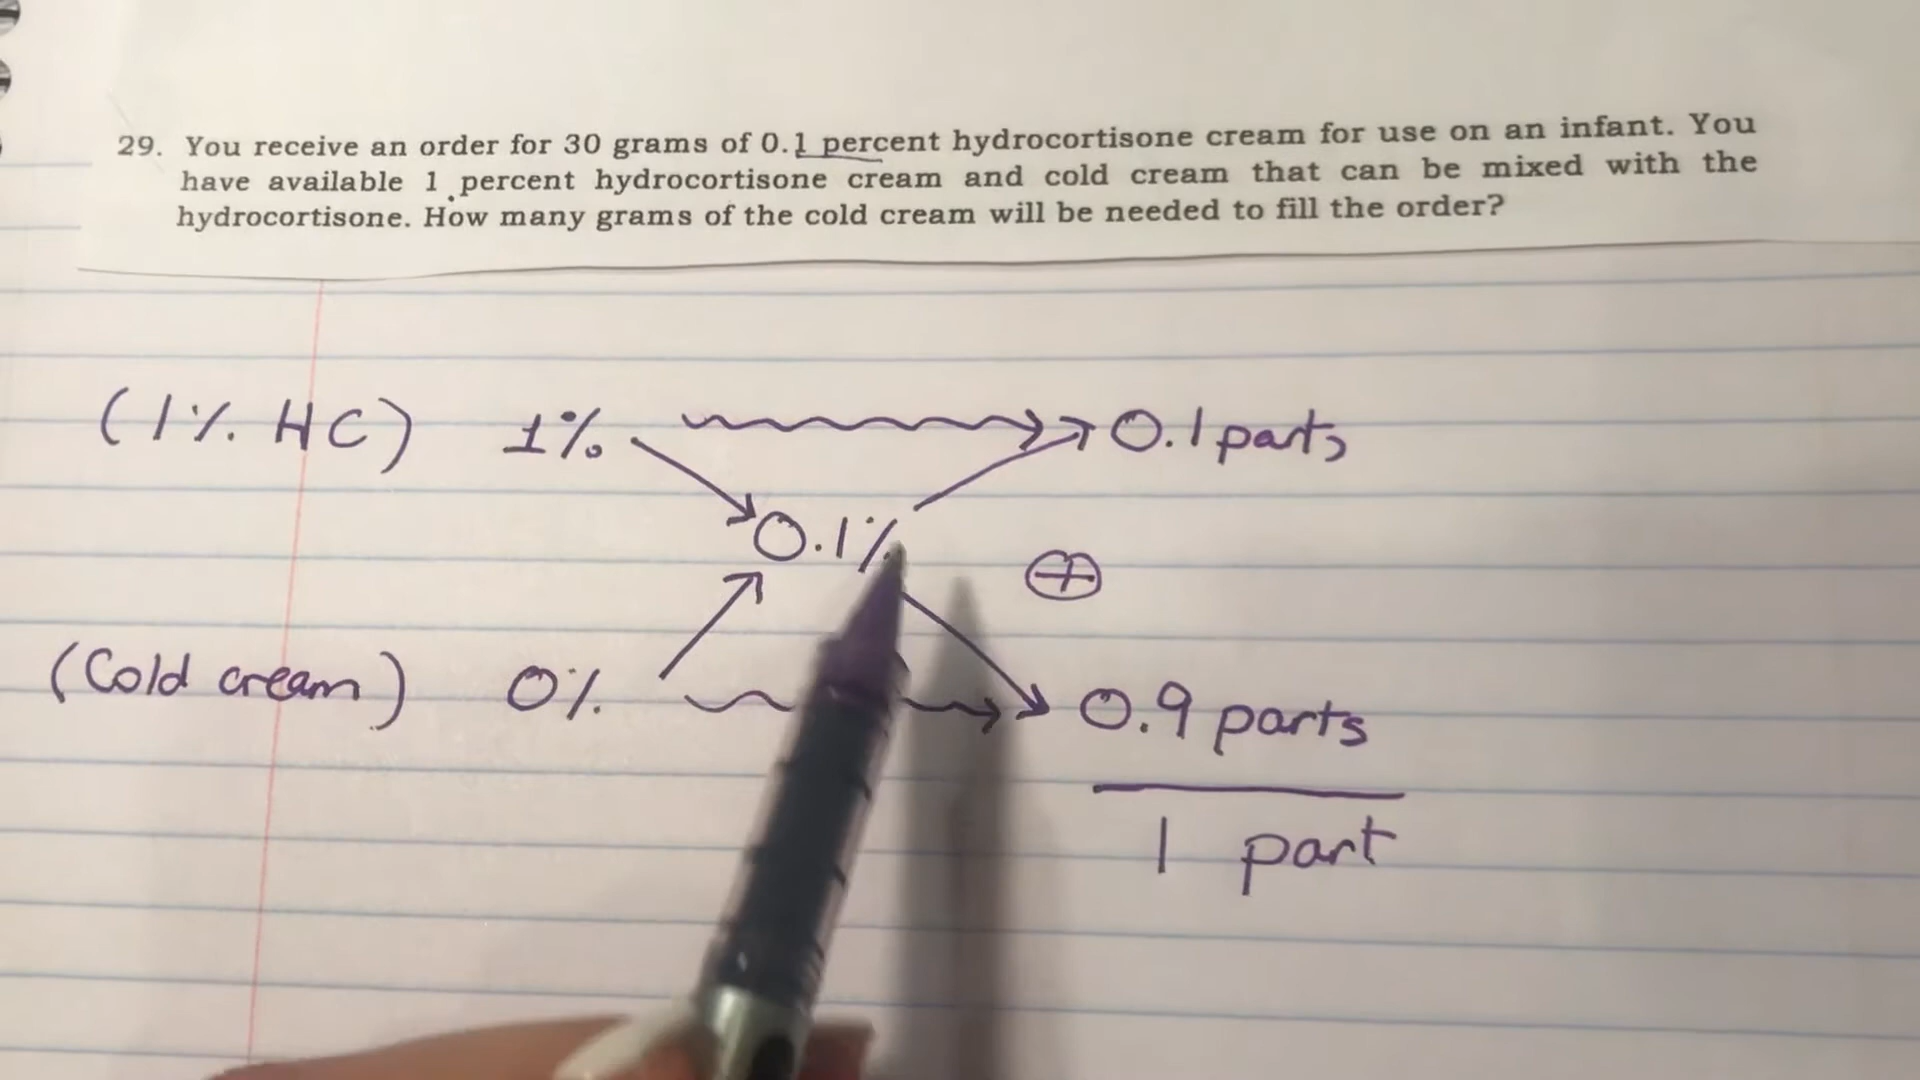 29. You receive an order for 30 grams of 0.1 percent hydrocortisone cream for use on an infant. You
have available 1 percent hydrocortisone cream and cold cream that can be mixed with the
hydrocortisone. How many grams of the cold cream will be needed to fill the order?
(1% HC) 1% 0.1 parts
0.1%
+
(Cold cream) 0% 0.9 parts
1 part